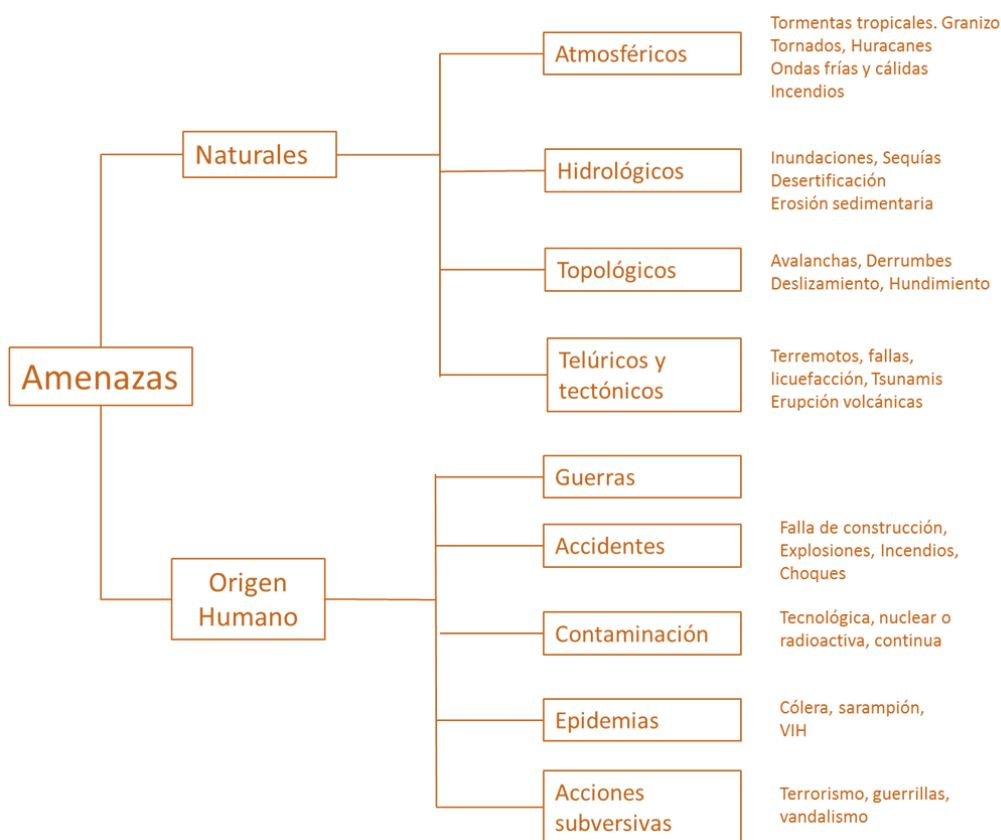 Amenazas
Naturales
Atmosféricos
Tormentas tropicales. Granizo
Tornados, Huracanes
Ondas frías y cálidas
Incendios
Hidrológicos
Inundaciones, Sequías
Desertificación
Erosión sedimentaria
Topológicos
Avalanchas, Derrumbes
Deslizamiento, Hundimiento
Telúricos y
tectónicos
Terremotos, fallas,
licuefacción, Tsunamis
Erupción volcánicas
Origen
Humano
Guerras
Accidentes
Falla de construcción,
Explosiones, Incendios,
Choques
Contaminación
Tecnológica, nuclear o
radioactiva, continua
Epidemias
Cólera, sarampión,
VIH
Acciones
subversivas
Terrorismo, guerrillas,
vandalismo